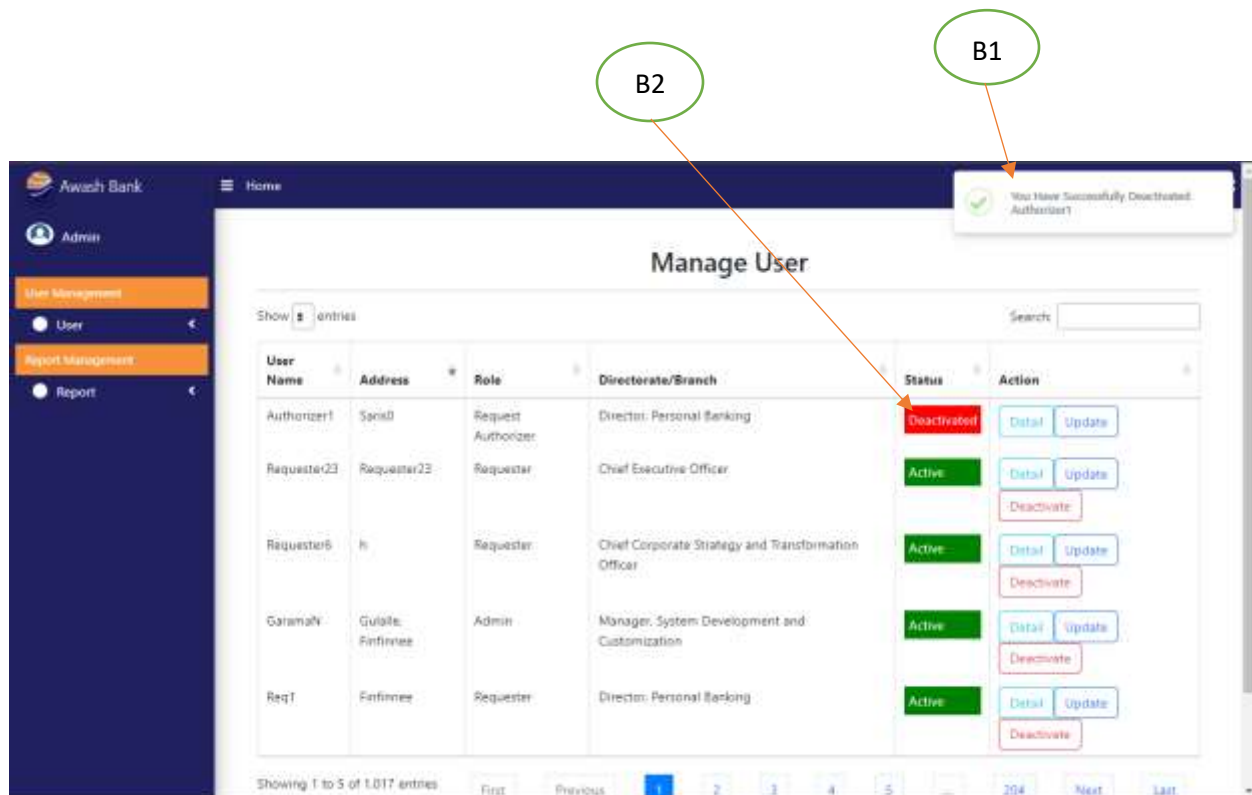 B1
B2
Awash Bank
Home
You Have Successfully Deactivated
Authorizer1
Admin
Manage User
User Management
User
Show 5 entries
Search:
Report Management
Report
User Name Address Role Directorate/Branch Status Action
Authorizer1 Request Authorizer Director, Personal Banking Deactivated Detail Update
Requester23 Requester23 Requester Chief Executive Officer Active Detail Update
Deactivate
Requester6 h Requester Chief Corporate Strategy and Transformation Officer Active Detail Update
Deactivate
GaramaN Gulalle, Finfinnee Admin Manager, System Development and Customization Active Detail Update
Deactivate
Req1 Finfinnee Requester Director, Personal Banking Active Detail Update
Deactivate
Showing 1 to 5 of 1,017 entries
First Previous 1 2 3 4 5 ... 204 Next Last